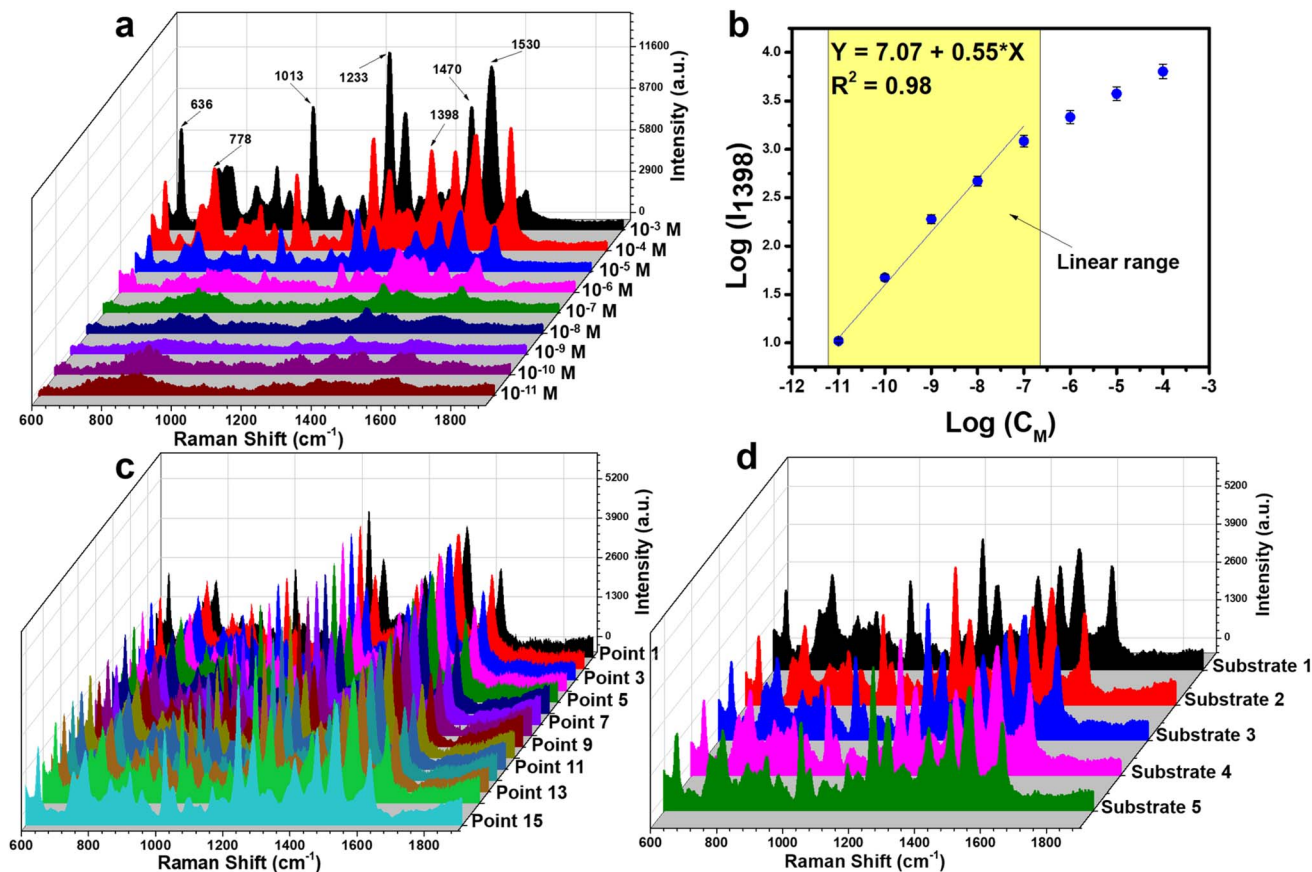 a
11600
8700
5800
2900
0
Intensity (a.u.)
636
778
1013
1233
1398
1470
1530
10⁻³ M
10⁻⁴ M
10⁻⁵ M
10⁻⁶ M
10⁻⁷ M
10⁻⁸ M
10⁻⁹ M
10⁻¹⁰ M
10⁻¹¹ M
600 800 1000 1200 1400 1600 1800
Raman Shift (cm⁻¹)
b
Y = 7.07 + 0.55*X
R² = 0.98
Linear range
4.0
3.5
3.0
2.5
2.0
1.5
1.0
Log (I₁₃₉₈)
-12 -11 -10 -9 -8 -7 -6 -5 -4 -3
Log (C_M)
c
5200
3900
2600
1300
0
Intensity (a.u.)
Point 1
Point 3
Point 5
Point 7
Point 9
Point 11
Point 13
Point 15
600 800 1000 1200 1400 1600 1800
Raman Shift (cm⁻¹)
d
5200
3900
2600
1300
0
Intensity (a.u.)
Substrate 1
Substrate 2
Substrate 3
Substrate 4
Substrate 5
600 800 1000 1200 1400 1600 1800
Raman Shift (cm⁻¹)